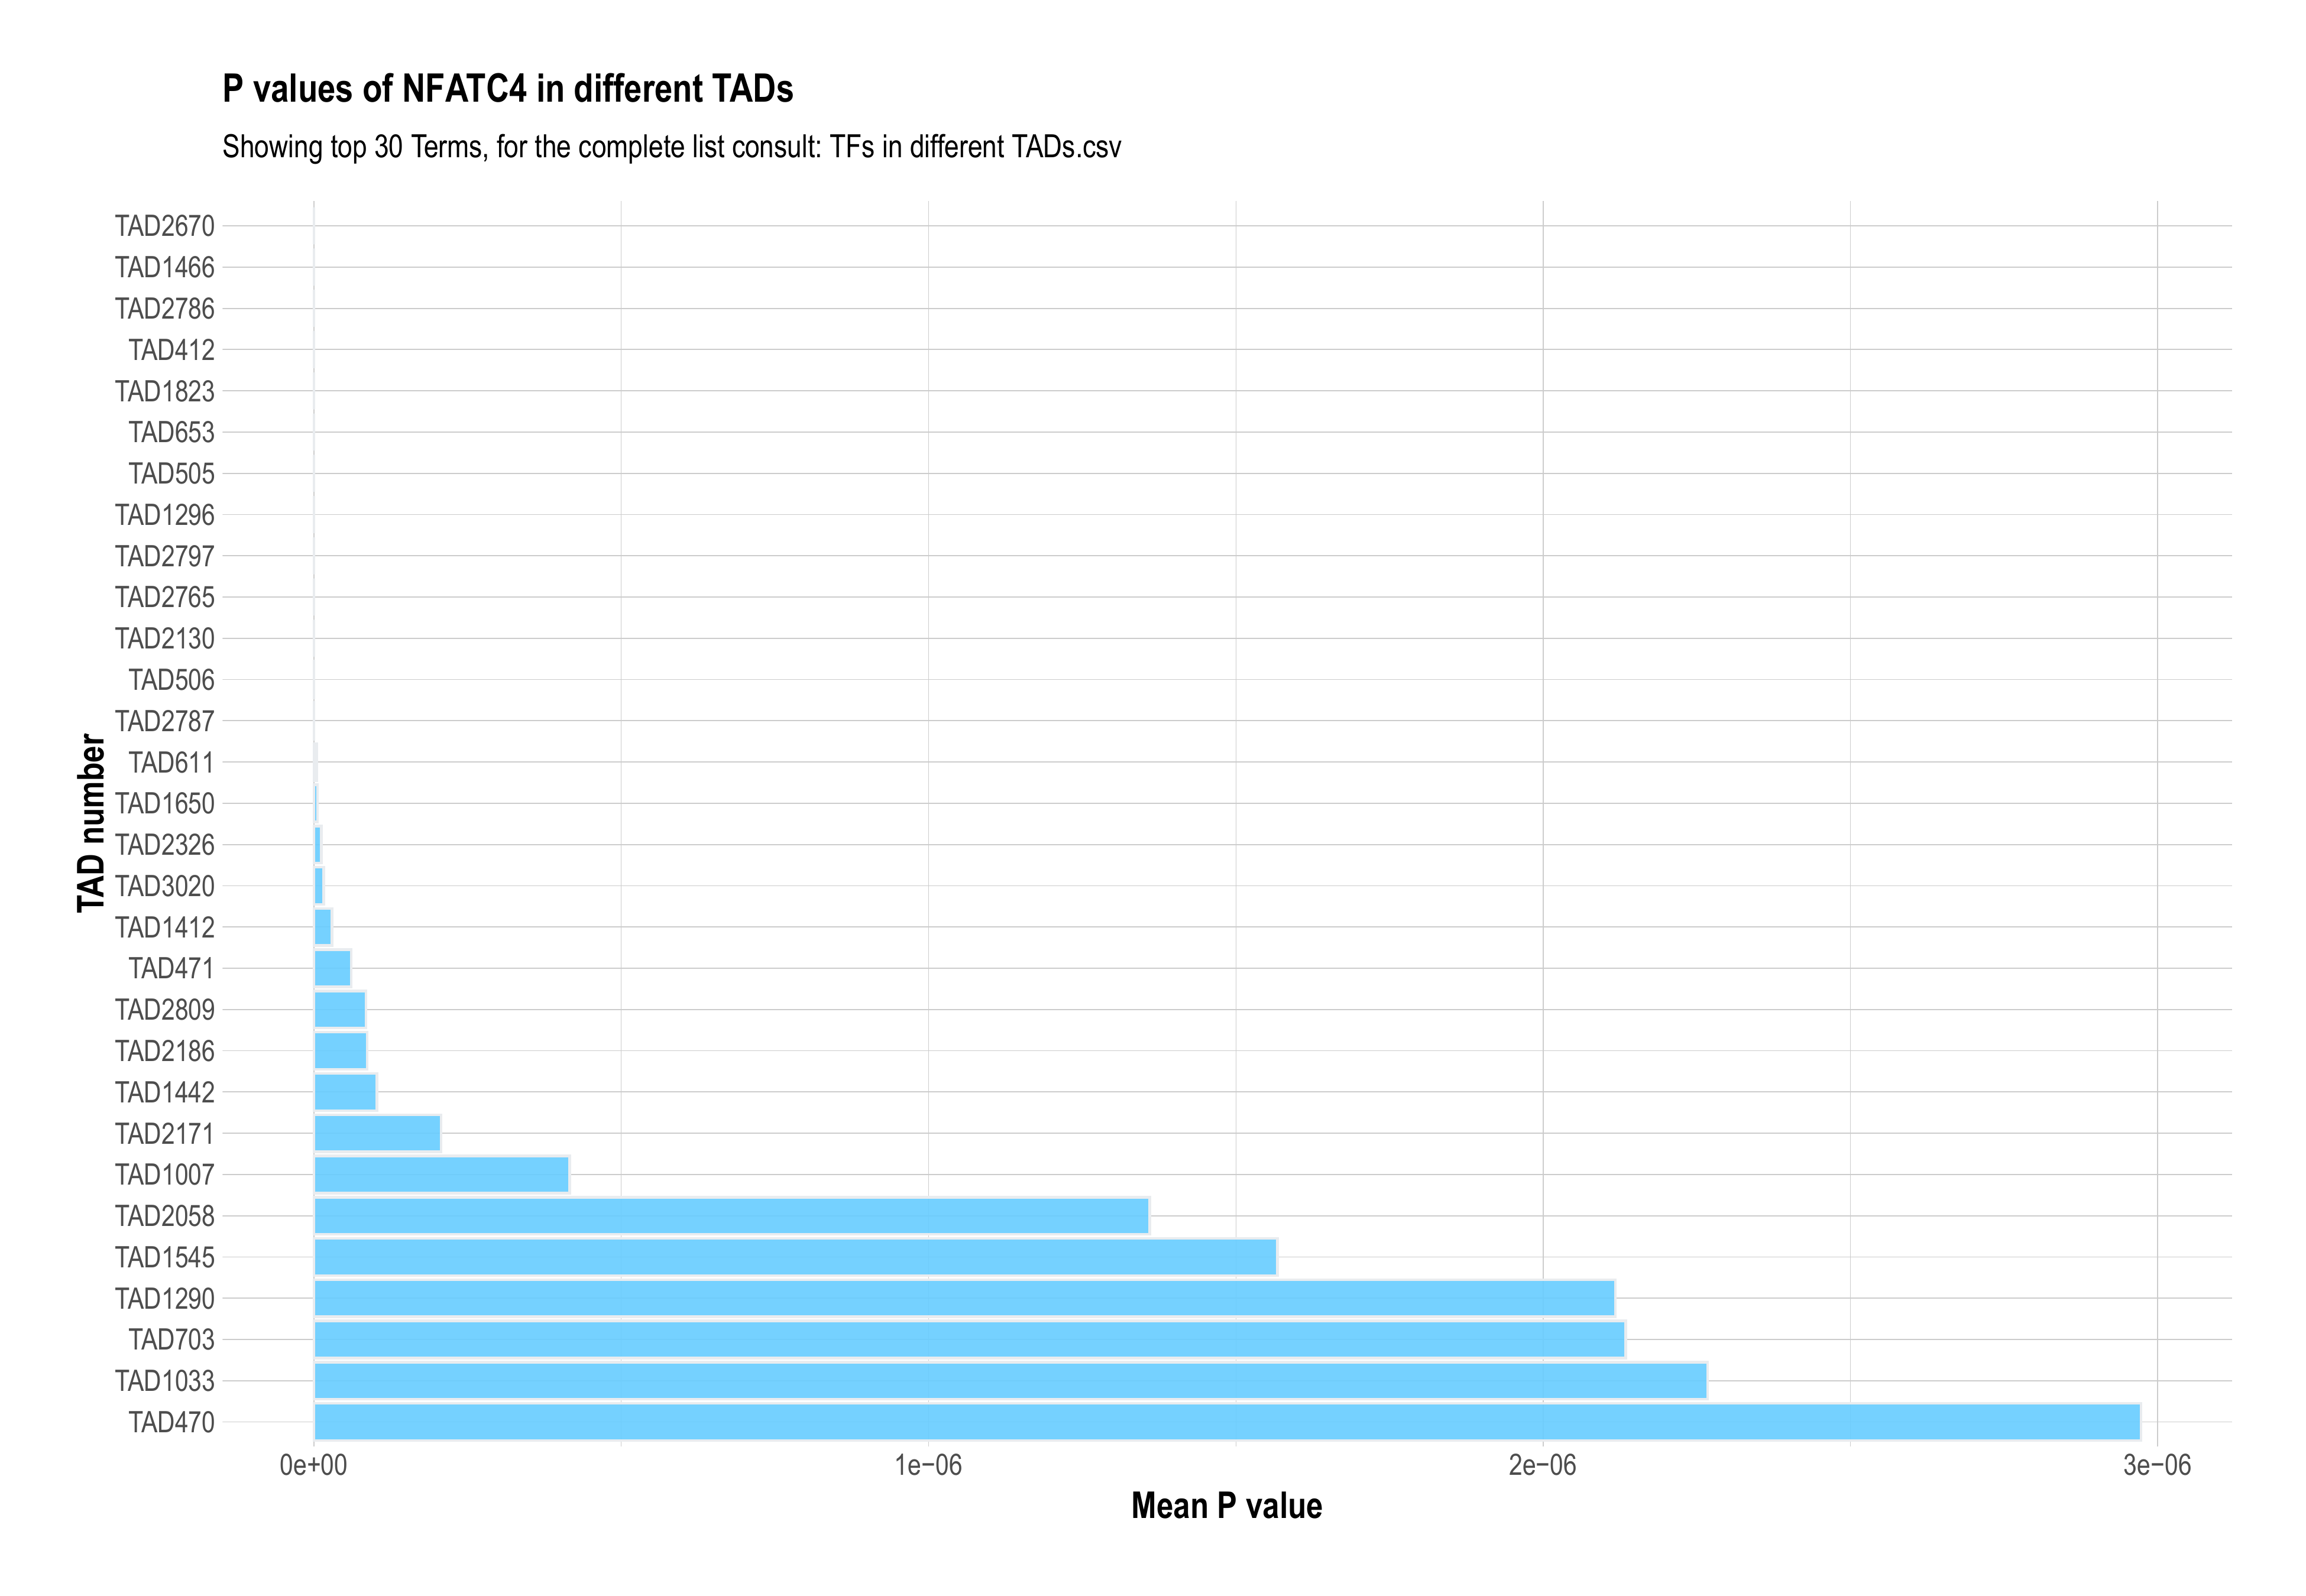 P values of NFATC4 in different TADs
Showing top 30 Terms, for the complete list consult: TFs in different TADs.csv
TAD number
TAD2670
TAD1466
TAD2786
TAD412
TAD1823
TAD653
TAD505
TAD1296
TAD2797
TAD2765
TAD2130
TAD506
TAD2787
TAD611
TAD1650
TAD2326
TAD3020
TAD1412
TAD471
TAD2809
TAD2186
TAD1442
TAD2171
TAD1007
TAD2058
TAD1545
TAD1290
TAD703
TAD1033
TAD470
0e+00 1e−06 2e−06 3e−06
Mean P value